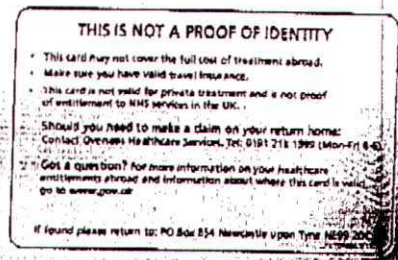 THIS IS NOT A PROOF OF IDENTITY
• This card may not cover the full cost of treatment abroad.
• Make sure you have valid travel insurance.
• This card is not valid for private treatment and is not proof
of entitlement to NHS services in the UK.
Should you need to make a claim on your return home:
Contact Overseas Healthcare Services, Tel: 0191 218 1999 (Mon-Fri 8-6)
Got a question? For more information on your healthcare
entitlements abroad and information about where this card is valid
go to www.gov.uk
If found please return to: PO Box 854 Newcastle upon Tyne NE99